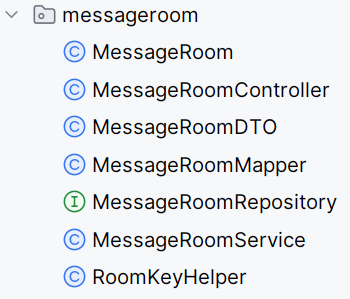 messageroom
C MessageRoom
C MessageRoomController
C MessageRoomDTO
C MessageRoomMapper
I MessageRoomRepository
C MessageRoomService
C RoomKeyHelper